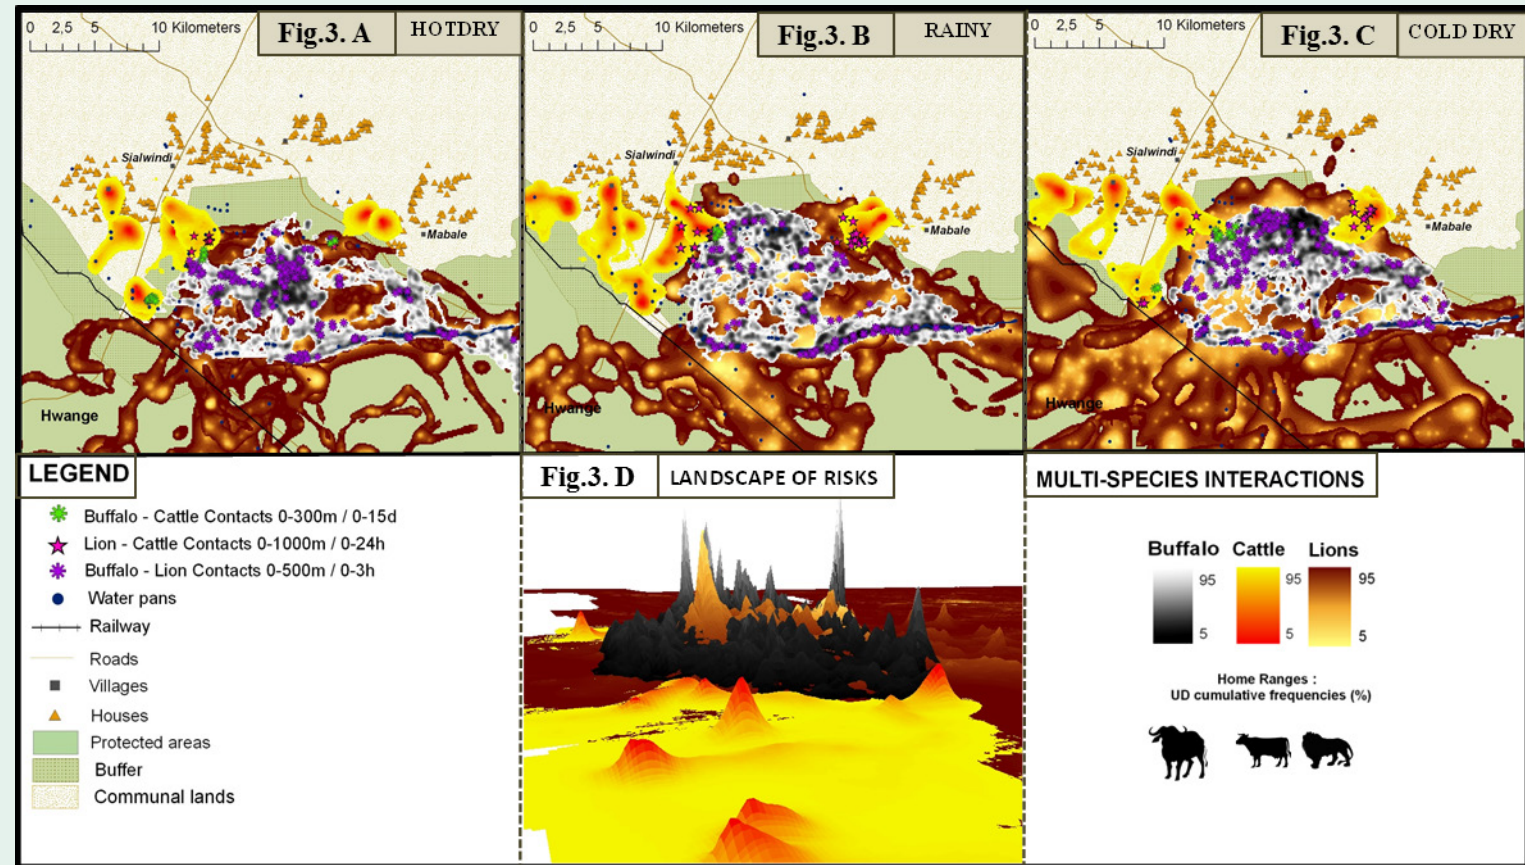 Fig.3. A
HOTDRY
0 2,5 5 10 Kilometers
Sialwindi
Mabale
Hwange
Fig.3. B
RAINY
0 2,5 5 10 Kilometers
Sialwindi
Mabale
Hwange
Fig.3. C
COLD DRY
0 2,5 5 10 Kilometers
Sialwindi
Mabale
Hwange
LEGEND
Buffalo - Cattle Contacts 0-300m / 0-15d
Lion - Cattle Contacts 0-1000m / 0-24h
Buffalo - Lion Contacts 0-500m / 0-3h
Water pans
Railway
Roads
Villages
Houses
Protected areas
Buffer
Communal lands
Fig.3. D
LANDSCAPE OF RISKS
MULTI-SPECIES INTERACTIONS
Buffalo Cattle Lions
95 95 95
5 5 5
Home Ranges :
UD cumulative frequencies (%)